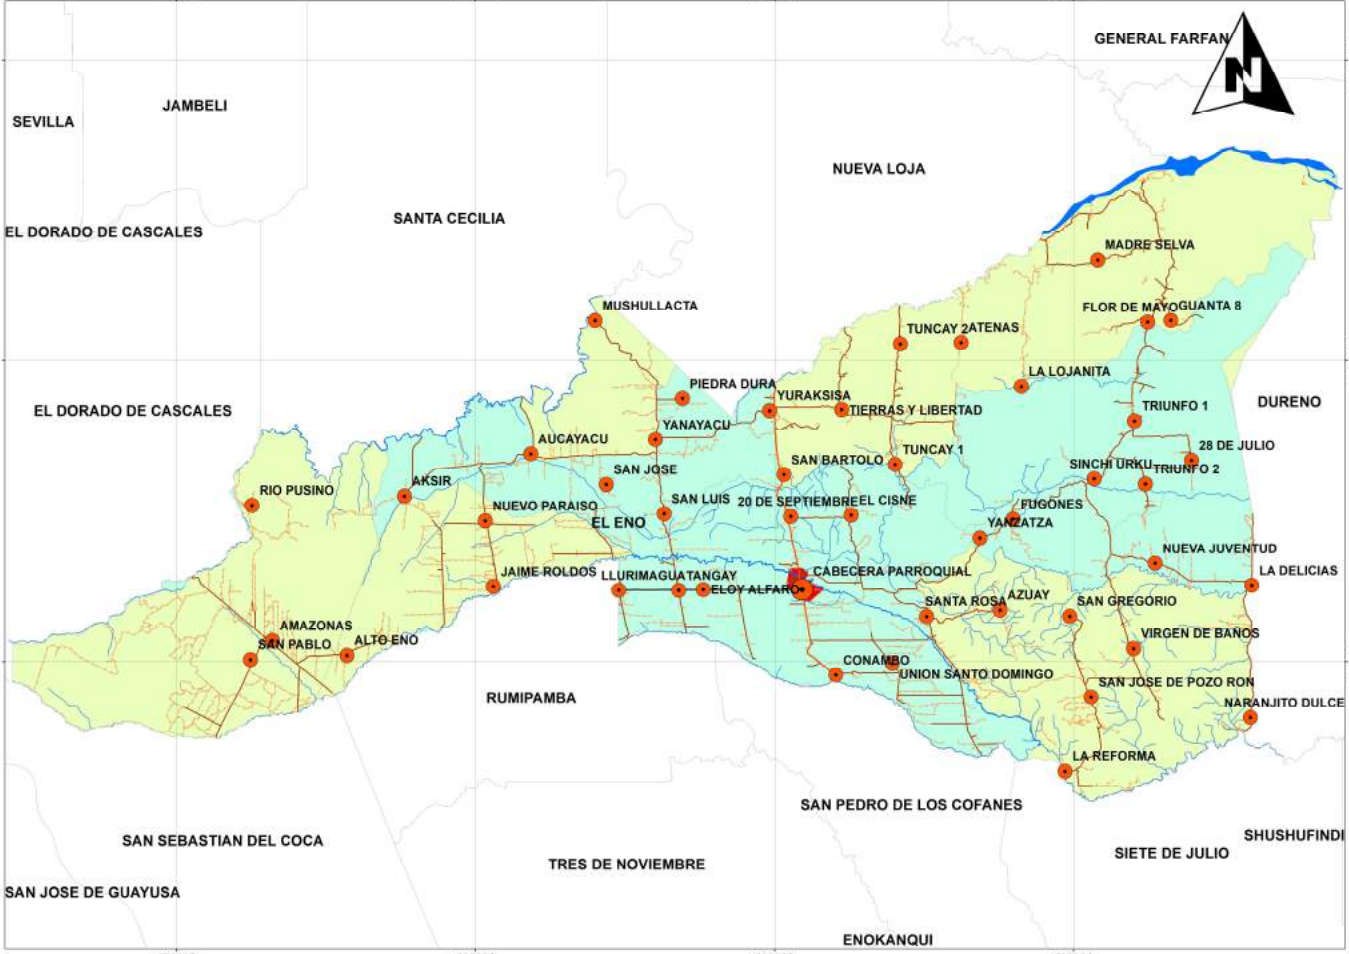 GENERAL FARFAN
N
JAMBELI
SEVILLA
NUEVA LOJA
SANTA CECILIA
EL DORADO DE CASCALES
MADRE SELVA
MUSHULLACTA
FLOR DE MAYO
GUANTA 8
TUNCAY 2
ATENAS
LA LOJANITA
PIEDRA DURA
YURAKSISA
DURENO
EL DORADO DE CASCALES
TIERRAS Y LIBERTAD
TRIUNFO 1
YANAYACU
AUCAYACU
28 DE JULIO
TUNCAY 1
SAN BARTOLO
SINCHI URKU
TRIUNFO 2
SAN JOSE
AKSIR
RIO PUSINO
SAN LUIS
20 DE SEPTIEMBRE
EL CISNE
FUGONES
NUEVO PARAISO
EL ENO
YANZATZA
NUEVA JUVENTUD
CABECERA PARROQUIAL
LA DELICIAS
JAIME ROLDOS
LLURIMAGUA
TANGAY
ELOY ALFARO
AZUAY
SANTA ROSA
SAN GREGORIO
AMAZONAS
VIRGEN DE BAÑOS
SAN PABLO
ALTO ENO
CONAMBO
UNION SANTO DOMINGO
SAN JOSE DE POZO RON
RUMIPAMBA
NARANJITO DULCE
LA REFORMA
SAN PEDRO DE LOS COFANES
SHUSHUFINDI
SAN SEBASTIAN DEL COCA
SIETE DE JULIO
TRES DE NOVIEMBRE
SAN JOSE DE GUAYUSA
ENOKANQUI